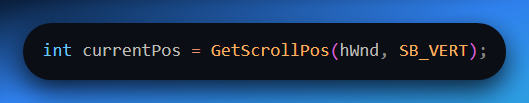 int currentPos = GetScrollPos(hWnd, SB_VERT);